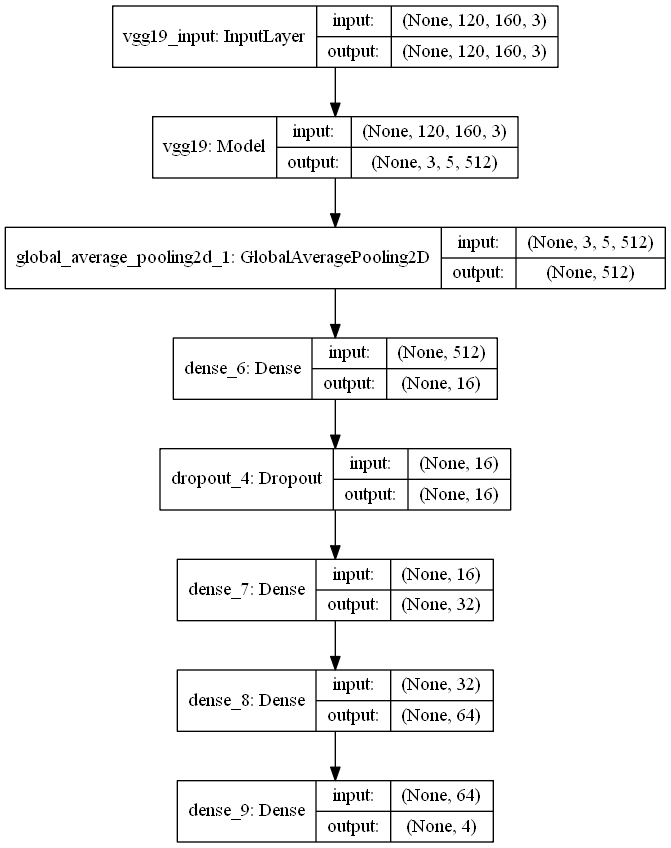 vgg19_input: InputLayer
input: (None, 120, 160, 3)
output: (None, 120, 160, 3)
vgg19: Model
input: (None, 120, 160, 3)
output: (None, 3, 5, 512)
global_average_pooling2d_1: GlobalAveragePooling2D
input: (None, 3, 5, 512)
output: (None, 512)
dense_6: Dense
input: (None, 512)
output: (None, 16)
dropout_4: Dropout
input: (None, 16)
output: (None, 16)
dense_7: Dense
input: (None, 16)
output: (None, 32)
dense_8: Dense
input: (None, 32)
output: (None, 64)
dense_9: Dense
input: (None, 64)
output: (None, 4)